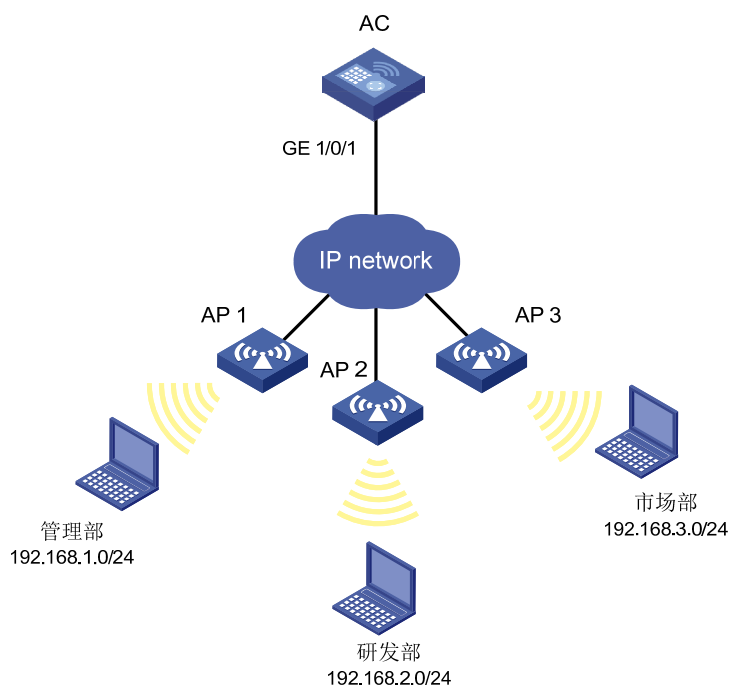 AC
GE 1/0/1
IP network
AP 1
AP 3
AP 2
管理部
192.168.1.0/24
市场部
192.168.3.0/24
研发部
192.168.2.0/24